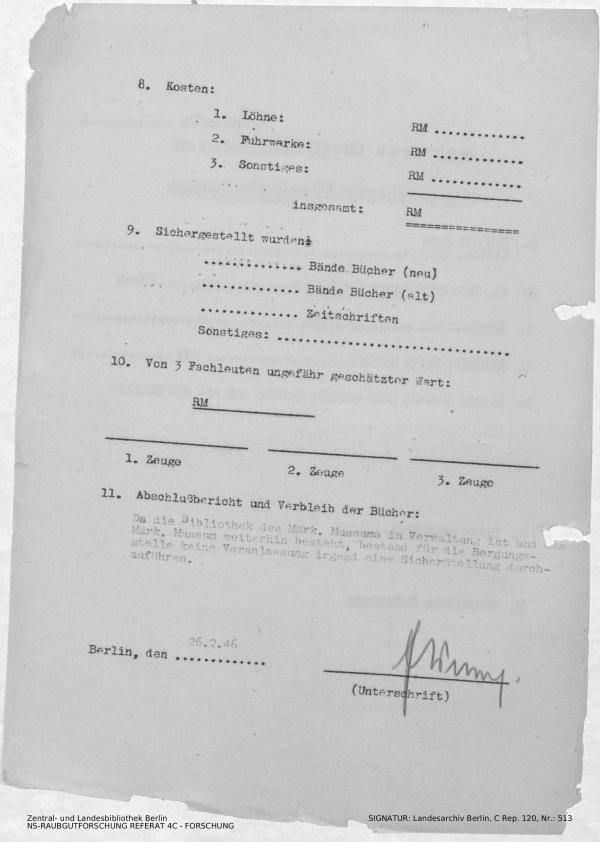 8. Kosten:
1. Löhne: RM .............
2. Fuhrwerke: RM .............
3. Sonstiges: RM .............
insgesamt: RM
================
9. Sichergestellt wurden:
.............. Bände Bücher (neu)
.............. Bände Bücher (alt)
.............. Zeitschriften
Sonstiges: ..................................
10. Von 3 Fachleuten ungefähr geschätzter Wert:
RM
1. Zeuge 2. Zeuge 3. Zeuge
11. Abschlußbericht und Verbleib der Bücher:
Da die Bibliothek des Märk. Museums in Verwaltung ist und das
Märk. Museum weiterhin besteht, bestand für die Bergungs-
stelle keine Veranlassung irgend eine Sicherstellung durch-
zuführen.
26.2.46
Berlin, den .............
(Unterschrift)
Zentral- und Landesbibliothek Berlin
NS-RAUBGUTFORSCHUNG REFERAT 4C - FORSCHUNG
SIGNATUR: Landesarchiv Berlin, C Rep. 120, Nr.: 513